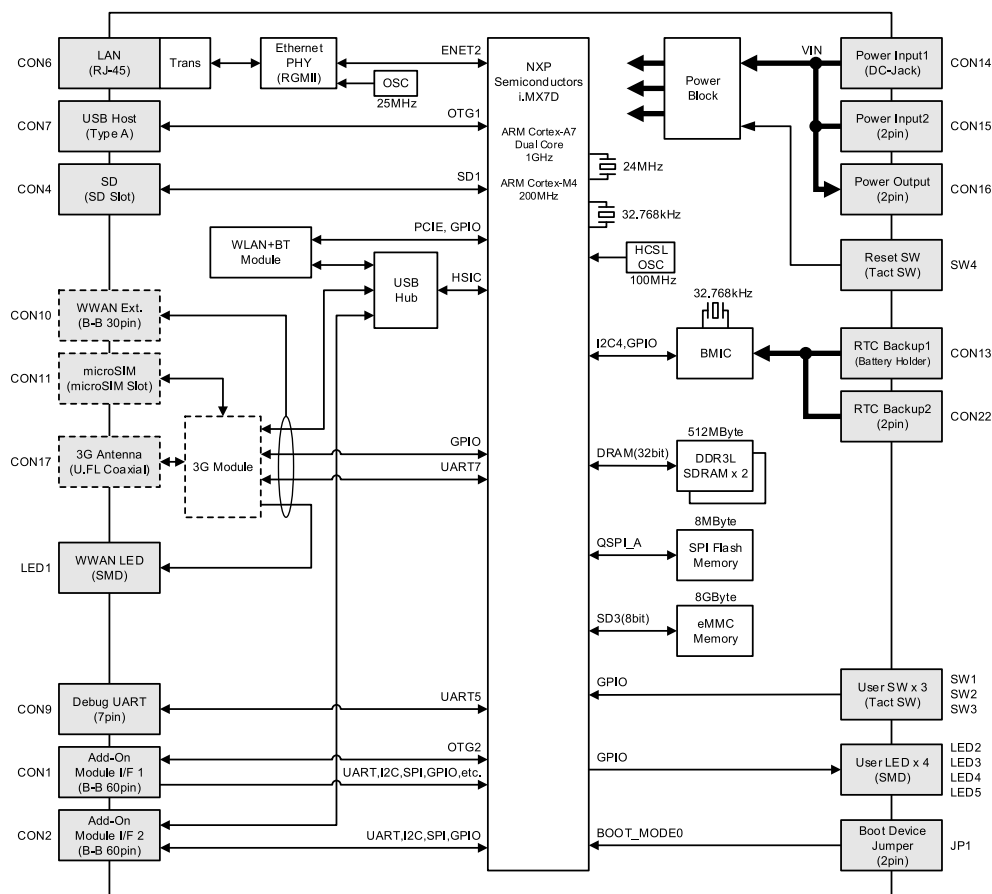 CON6
LAN
(RJ-45)
Trans
Ethernet
PHY
(RGMII)
OSC
25MHz
ENET2
CON7
USB Host
(Type A)
OTG1
CON4
SD
(SD Slot)
SD1
WLAN+BT
Module
PCIE, GPIO
USB
Hub
HSIC
CON10
WWAN Ext.
(B-B 30pin)
CON11
microSIM
(microSIM Slot)
CON17
3G Antenna
(U.FL Coaxial)
3G Module
GPIO
UART7
LED1
WWAN LED
(SMD)
CON9
Debug UART
(7pin)
UART5
CON1
Add-On
Module I/F 1
(B-B 60pin)
OTG2
UART,I2C,SPI,GPIO,etc.
CON2
Add-On
Module I/F 2
(B-B 60pin)
UART,I2C,SPI,GPIO
NXP
Semiconductors
i.MX7D
ARM Cortex-A7
Dual Core
1GHz
ARM Cortex-M4
200MHz
24MHz
32.768kHz
HCSL
OSC
100MHz
Power
Block
VIN
Power Input1
(DC-Jack)
CON14
Power Input2
(2pin)
CON15
Power Output
(2pin)
CON16
Reset SW
(Tact SW)
SW4
32.768kHz
I2C4,GPIO
BMIC
RTC Backup1
(Battery Holder)
CON13
RTC Backup2
(2pin)
CON22
512MByte
DRAM(32bit)
DDR3L
SDRAM x 2
8MByte
QSPI_A
SPI Flash
Memory
8GByte
SD3(8bit)
eMMC
Memory
GPIO
User SW x 3
(Tact SW)
SW1
SW2
SW3
GPIO
User LED x 4
(SMD)
LED2
LED3
LED4
LED5
BOOT_MODE0
Boot Device
Jumper
(2pin)
JP1